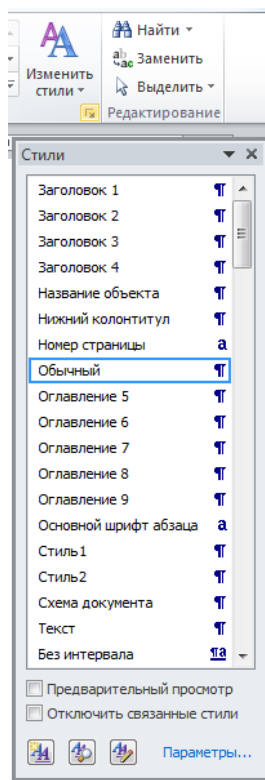 Найти
Заменить
Выделить
Изменить
стили
Редактирование
Стили
Заголовок 1
Заголовок 2
Заголовок 3
Заголовок 4
Название объекта
Нижний колонтитул
Номер страницы a
Обычный
Оглавление 5
Оглавление 6
Оглавление 7
Оглавление 8
Оглавление 9
Основной шрифт абзаца a
Стиль1
Стиль2
Схема документа
Текст
Без интервала ¶a
Предварительный просмотр
Отключить связанные стили
Параметры...